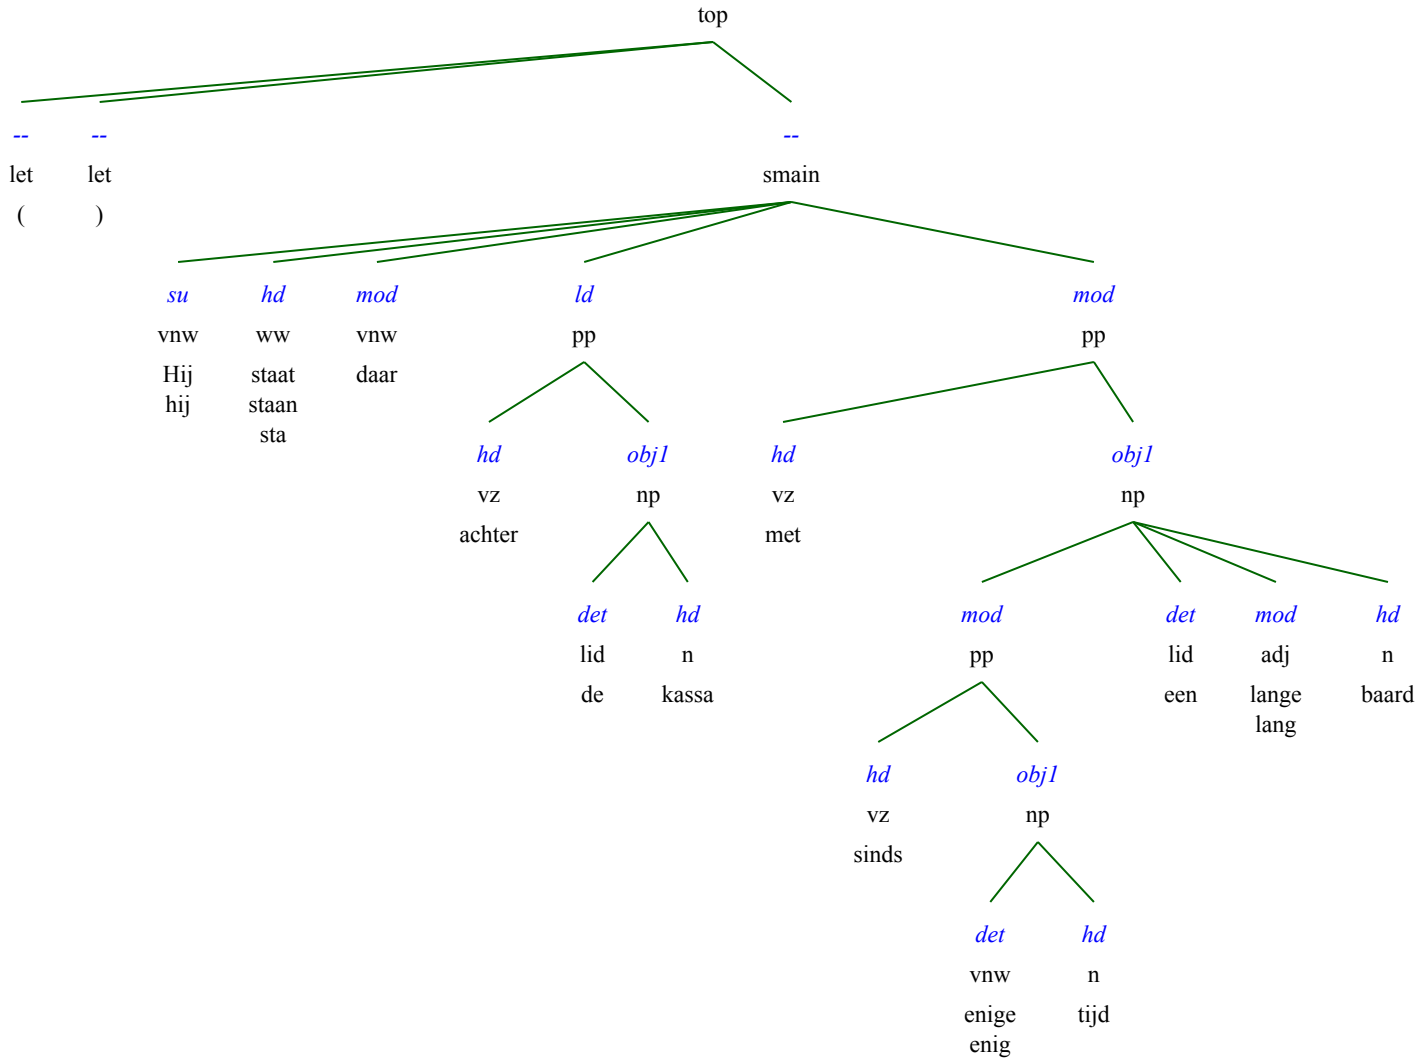 top
-- -- --
let let smain
( )
su hd mod ld mod
vnw ww vnw pp pp
Hij staat daar
hij staan
sta
hd obj1 hd obj1
vz np vz np
achter met
det hd mod det mod hd
lid n pp lid adj n
de kassa een lange baard
lang
hd obj1
vz np
sinds
det hd
vnw n
enige tijd
enig